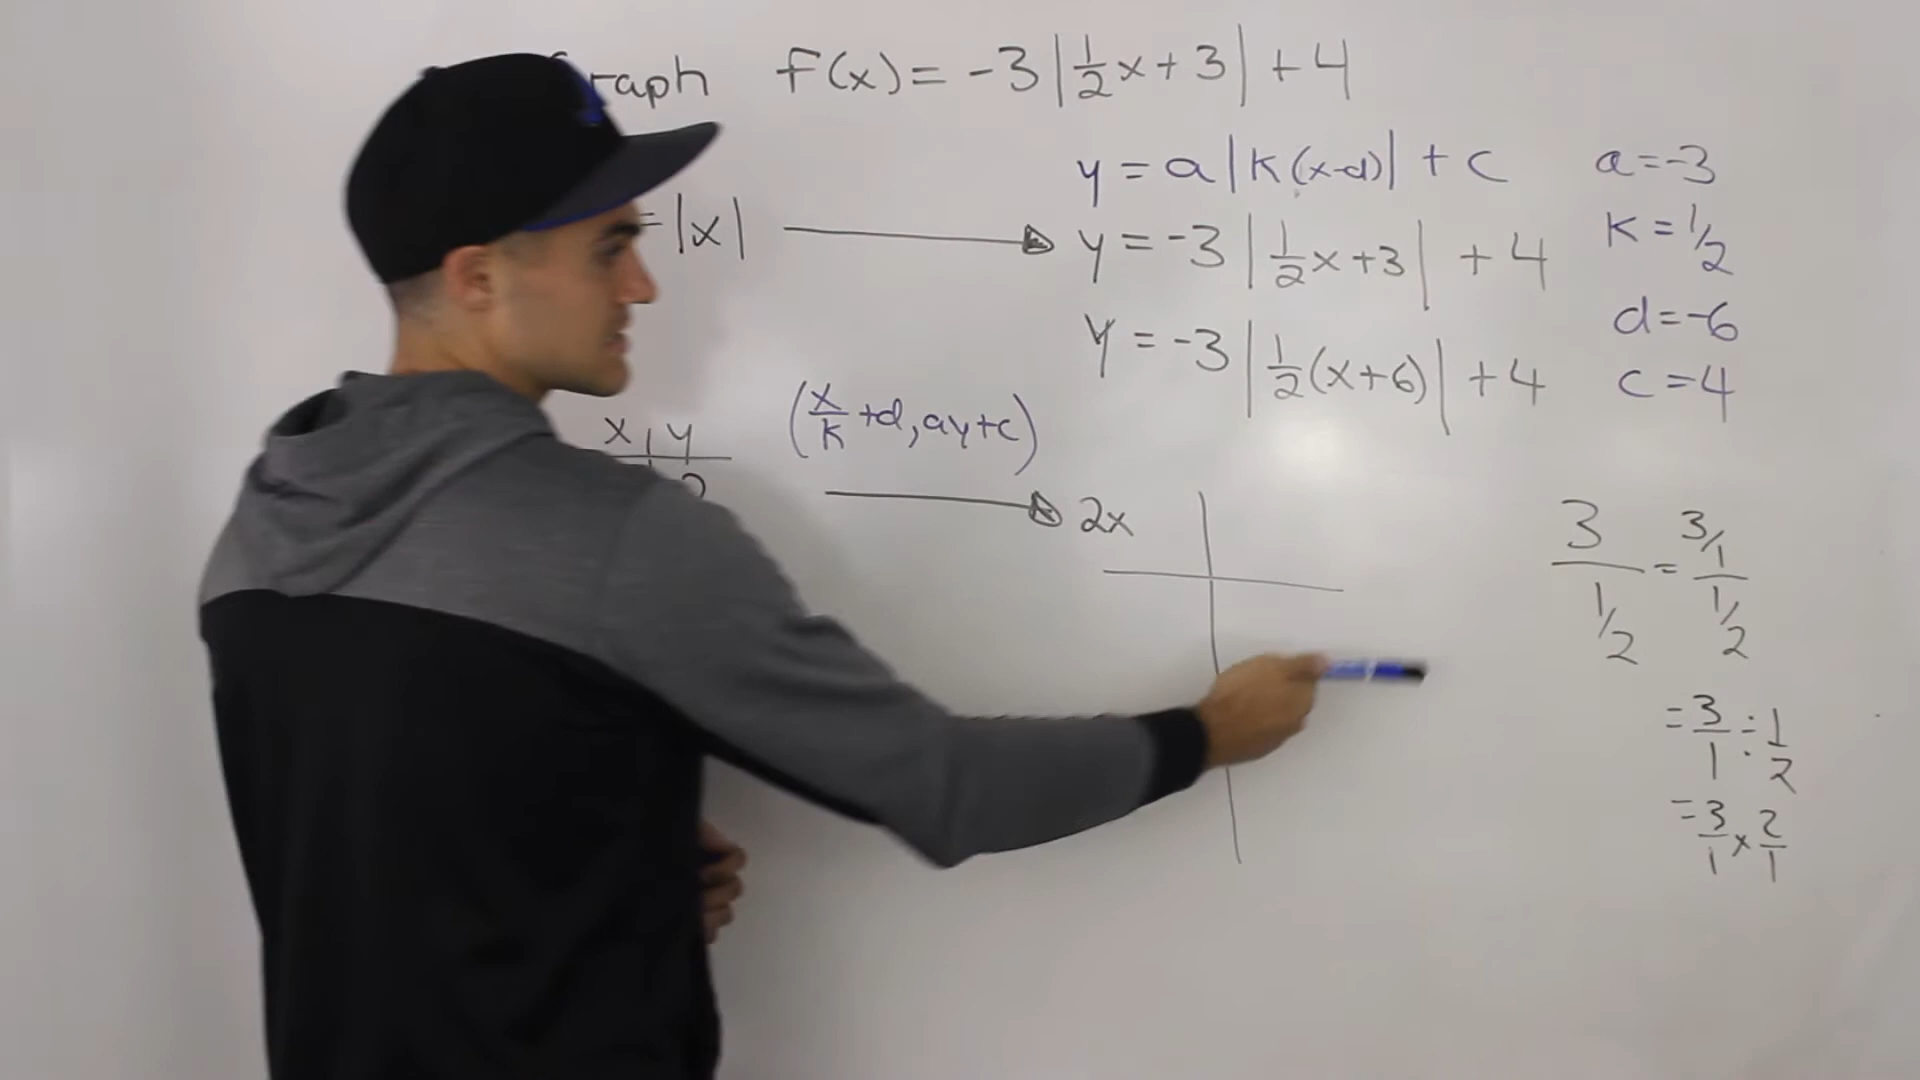 raph f(x) = -3|1/2x+3| +4
y = a|k(x-d)| + c
a=-3
= |x|
y = -3|1/2x+3| +4
k = 1/2
y = -3|1/2(x+6)| +4
d=-6
c=4
x y
(x/k+d, ay+c)
2x
3/(1/2) = (3/1)/(1/2)
= 3/1 ÷ 1/2
= 3/1 x 2/1